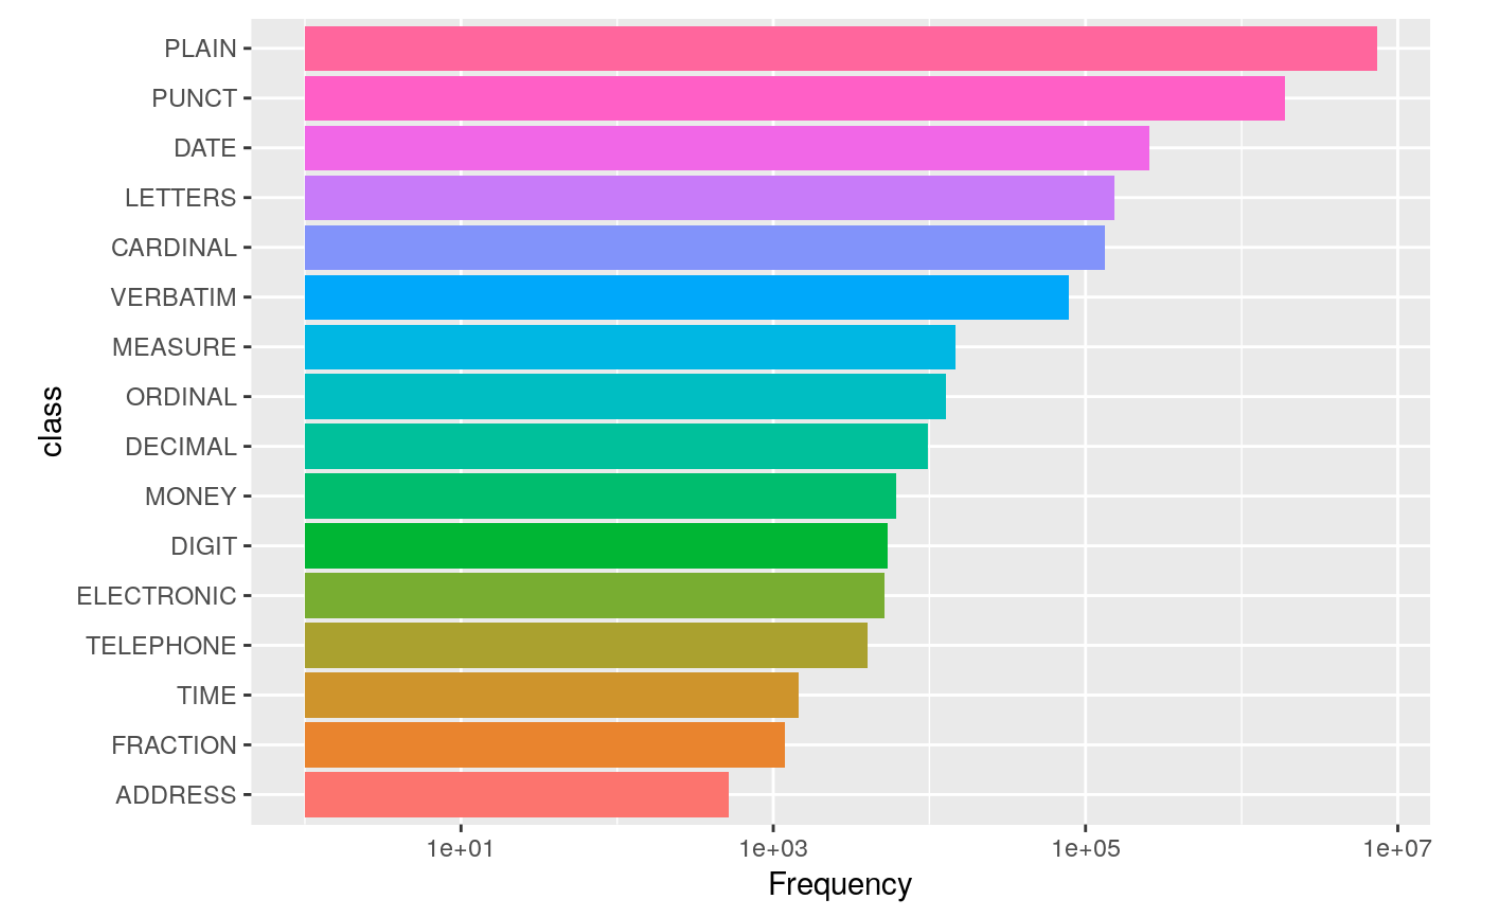 PLAIN
PUNCT
DATE
LETTERS
CARDINAL
VERBATIM
MEASURE
ORDINAL
DECIMAL
MONEY
DIGIT
ELECTRONIC
TELEPHONE
TIME
FRACTION
ADDRESS
class
1e+01 1e+03 1e+05 1e+07
Frequency